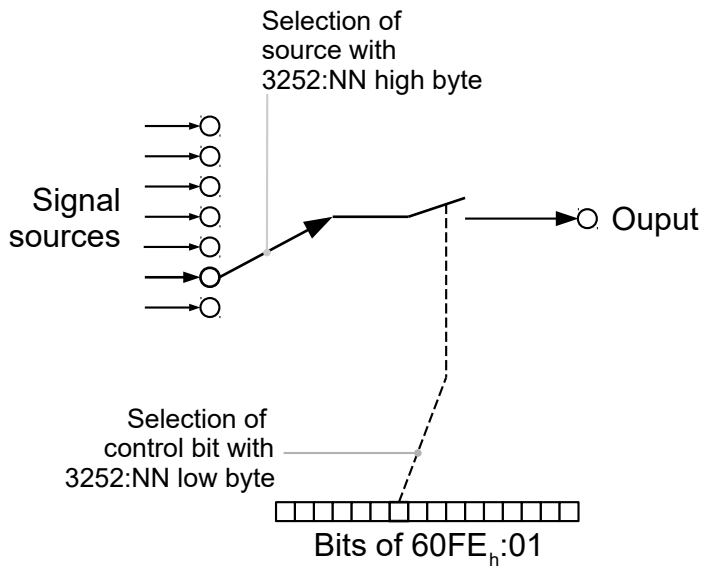 Selection of
source with
3252:NN high byte
Signal
sources
Ouput
Selection of
control bit with
3252:NN low byte
Bits of 60FEh:01